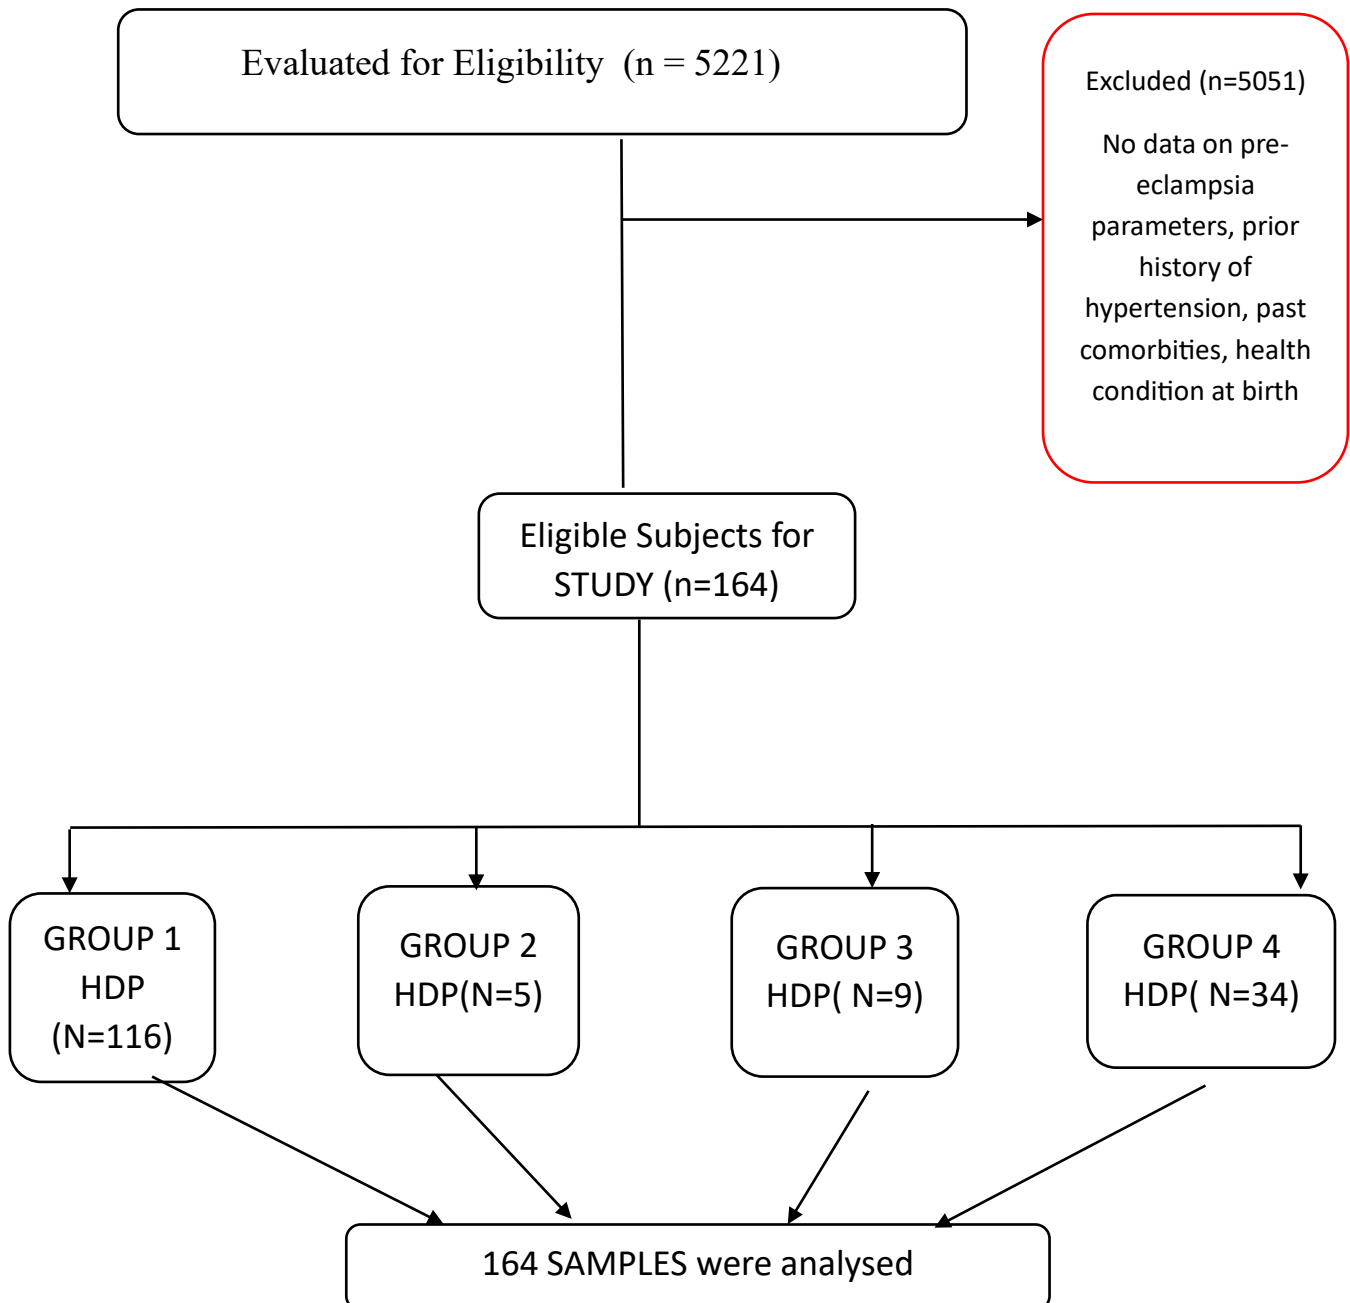 Evaluated for Eligibility  (n = 5221)
Excluded (n=5051)
No data on pre-
eclampsia
parameters, prior
history of
hypertension, past
comorbities, health
condition at birth
Eligible Subjects for
STUDY (n=164)
GROUP 1
HDP
(N=116)
GROUP 2
HDP(N=5)
GROUP 3
HDP( N=9)
GROUP 4
HDP( N=34)
164 SAMPLES were analysed